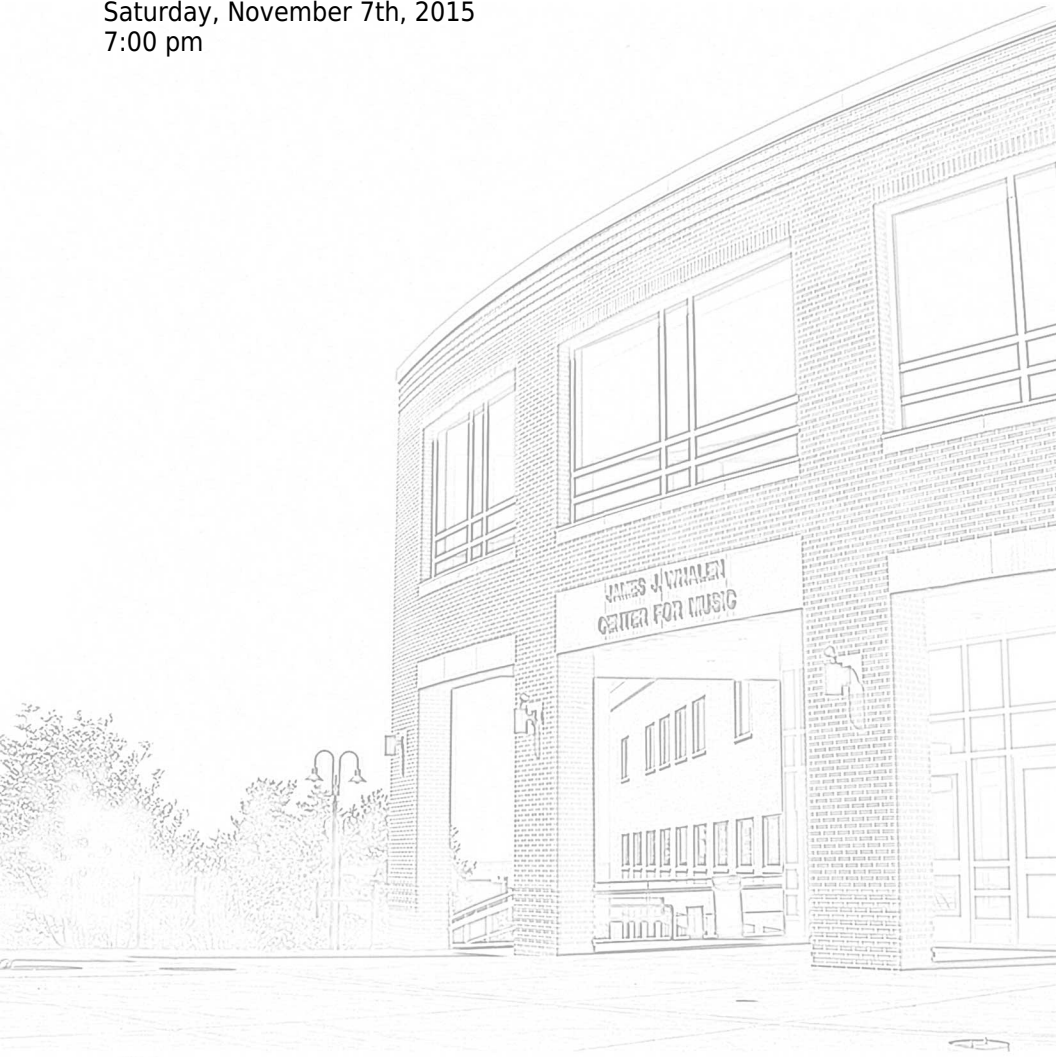 Saturday, November 7th, 2015
7:00 pm
JAMES J. WHALEN
CENTER FOR MUSIC